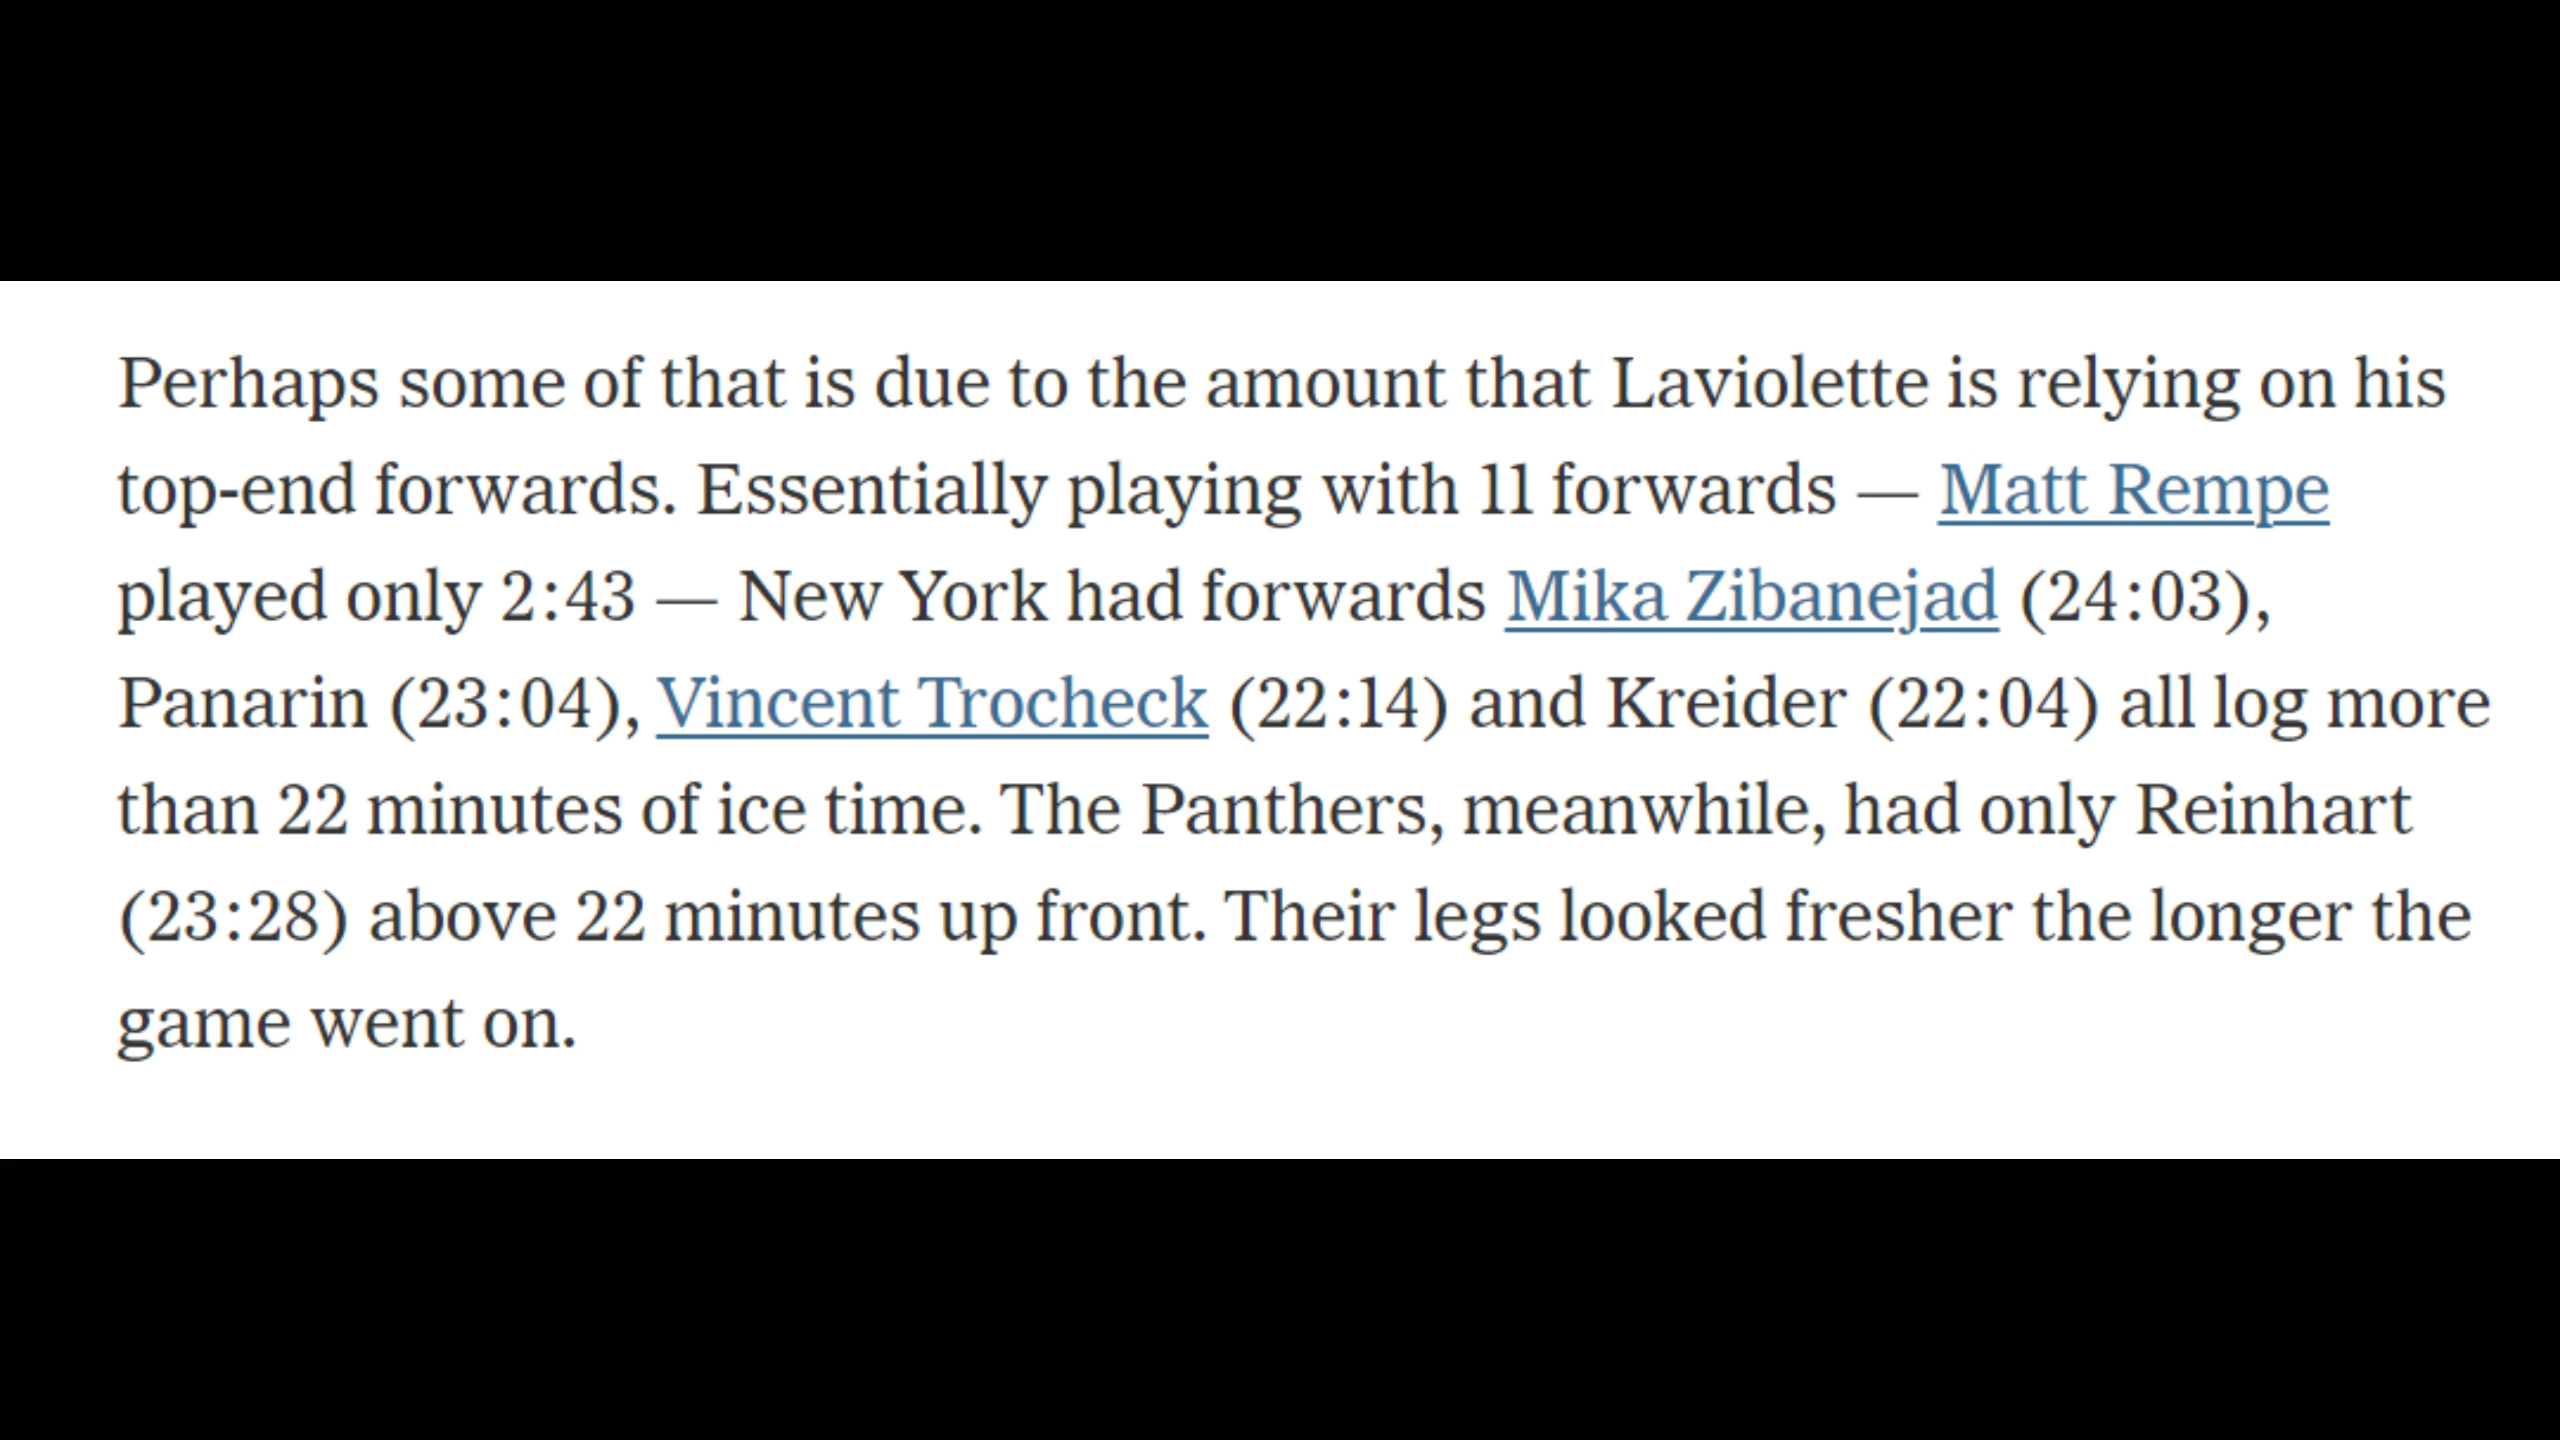 Perhaps some of that is due to the amount that Laviolette is relying on his
top-end forwards. Essentially playing with 11 forwards — Matt Rempe
played only 2:43 — New York had forwards Mika Zibanejad (24:03),
Panarin (23:04), Vincent Trocheck (22:14) and Kreider (22:04) all log more
than 22 minutes of ice time. The Panthers, meanwhile, had only Reinhart
(23:28) above 22 minutes up front. Their legs looked fresher the longer the
game went on.